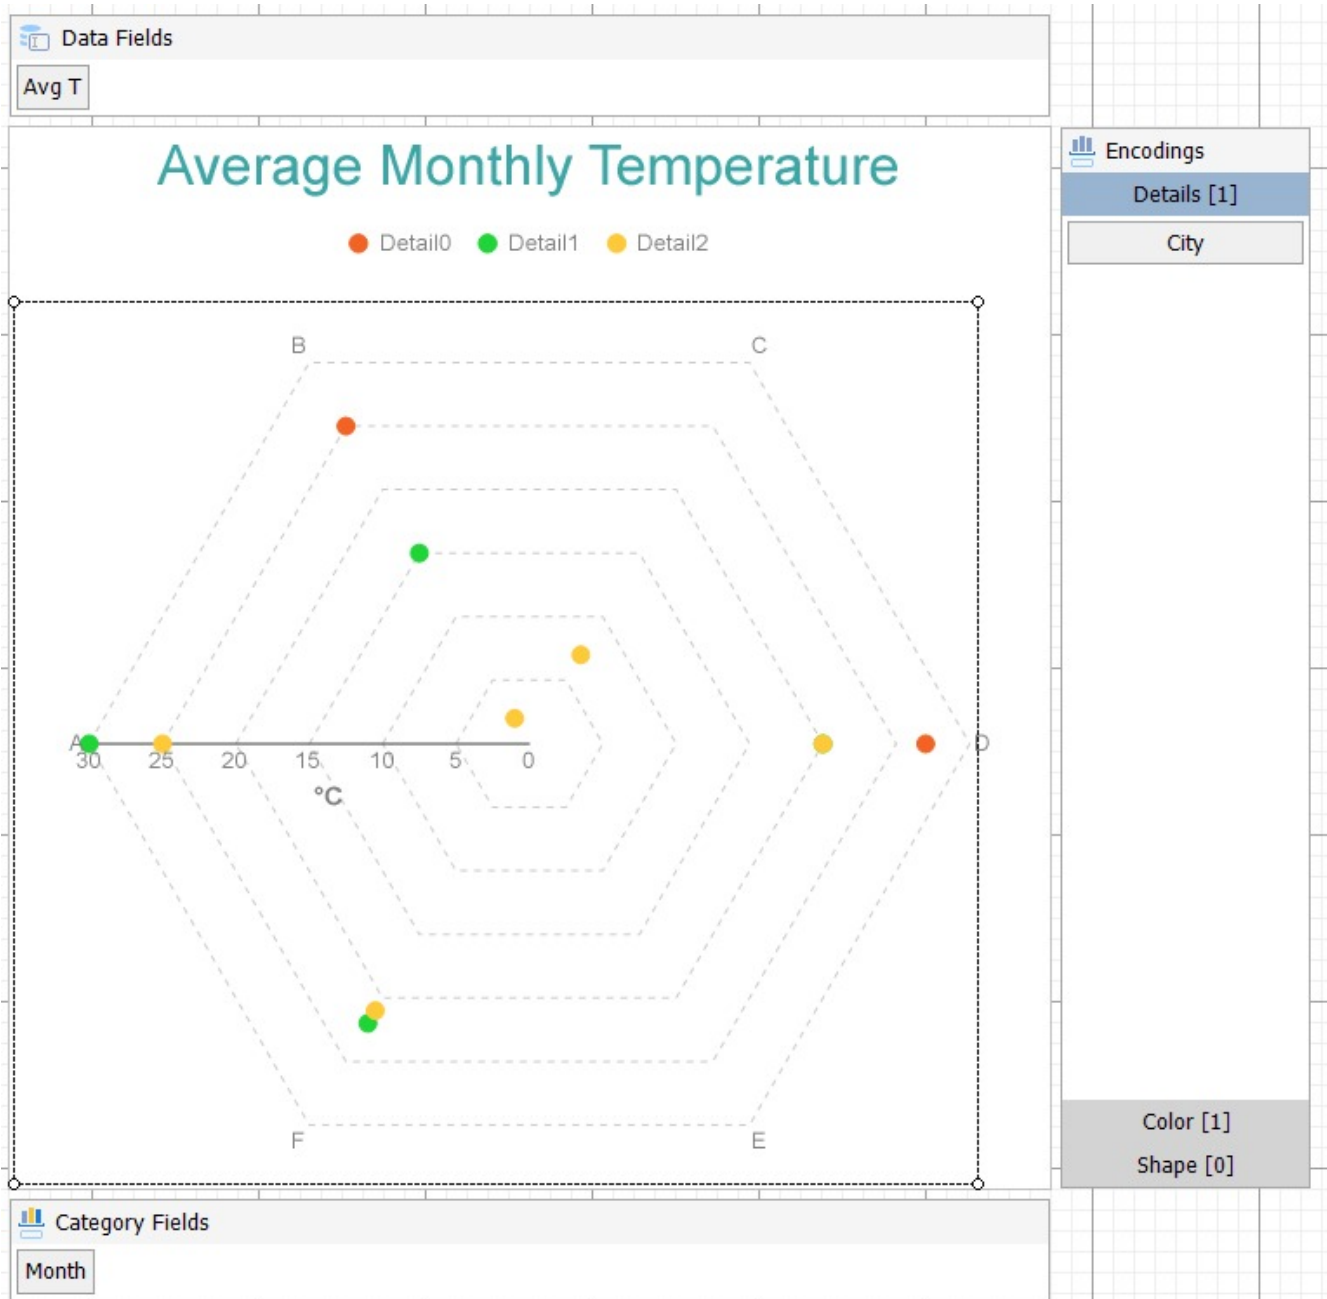 Data Fields
Avg T
Average Monthly Temperature
Detail0 Detail1 Detail2
Encodings
Details [1]
City
B C
A D
30 25 20 15 10 5 0
°C
F E
Color [1]
Shape [0]
Category Fields
Month